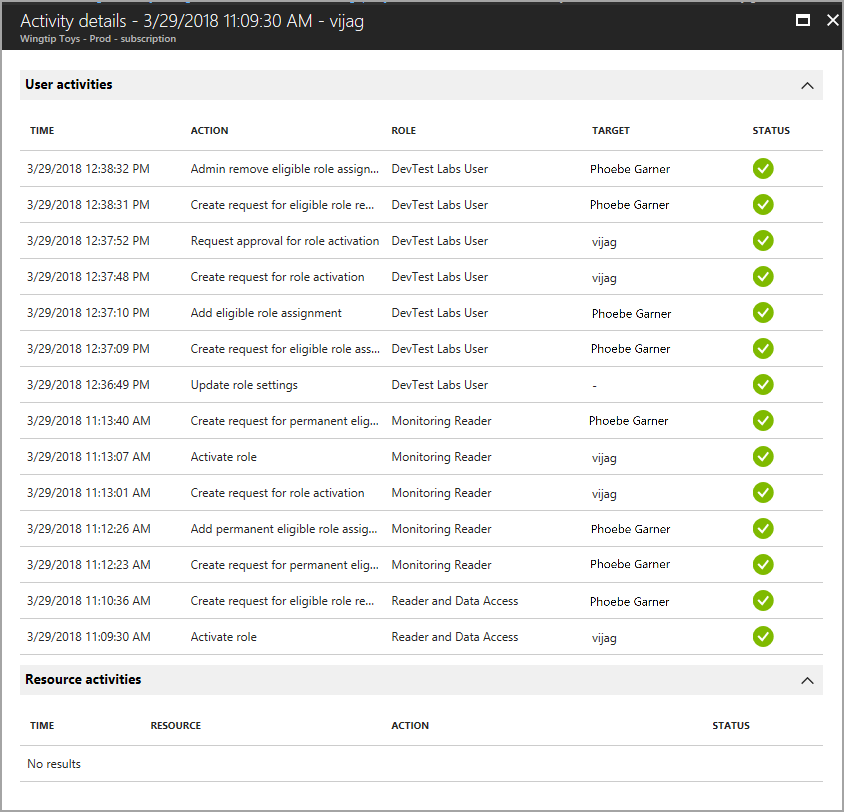 Activity details - 3/29/2018 11:09:30 AM - vijag
Wingtip Toys - Prod - subscription
User activities
TIME ACTION ROLE TARGET STATUS
3/29/2018 12:38:32 PM Admin remove eligible role assign... DevTest Labs User Phoebe Garner
3/29/2018 12:38:31 PM Create request for eligible role re... DevTest Labs User Phoebe Garner
3/29/2018 12:37:52 PM Request approval for role activation DevTest Labs User vijag
3/29/2018 12:37:48 PM Create request for role activation DevTest Labs User vijag
3/29/2018 12:37:10 PM Add eligible role assignment DevTest Labs User Phoebe Garner
3/29/2018 12:37:09 PM Create request for eligible role ass... DevTest Labs User Phoebe Garner
3/29/2018 12:36:49 PM Update role settings DevTest Labs User -
3/29/2018 11:13:40 AM Create request for permanent elig... Monitoring Reader Phoebe Garner
3/29/2018 11:13:07 AM Activate role Monitoring Reader vijag
3/29/2018 11:13:01 AM Create request for role activation Monitoring Reader vijag
3/29/2018 11:12:26 AM Add permanent eligible role assig... Monitoring Reader Phoebe Garner
3/29/2018 11:12:23 AM Create request for permanent elig... Monitoring Reader Phoebe Garner
3/29/2018 11:10:36 AM Create request for eligible role re... Reader and Data Access Phoebe Garner
3/29/2018 11:09:30 AM Activate role Reader and Data Access vijag
Resource activities
TIME RESOURCE ACTION STATUS
No results